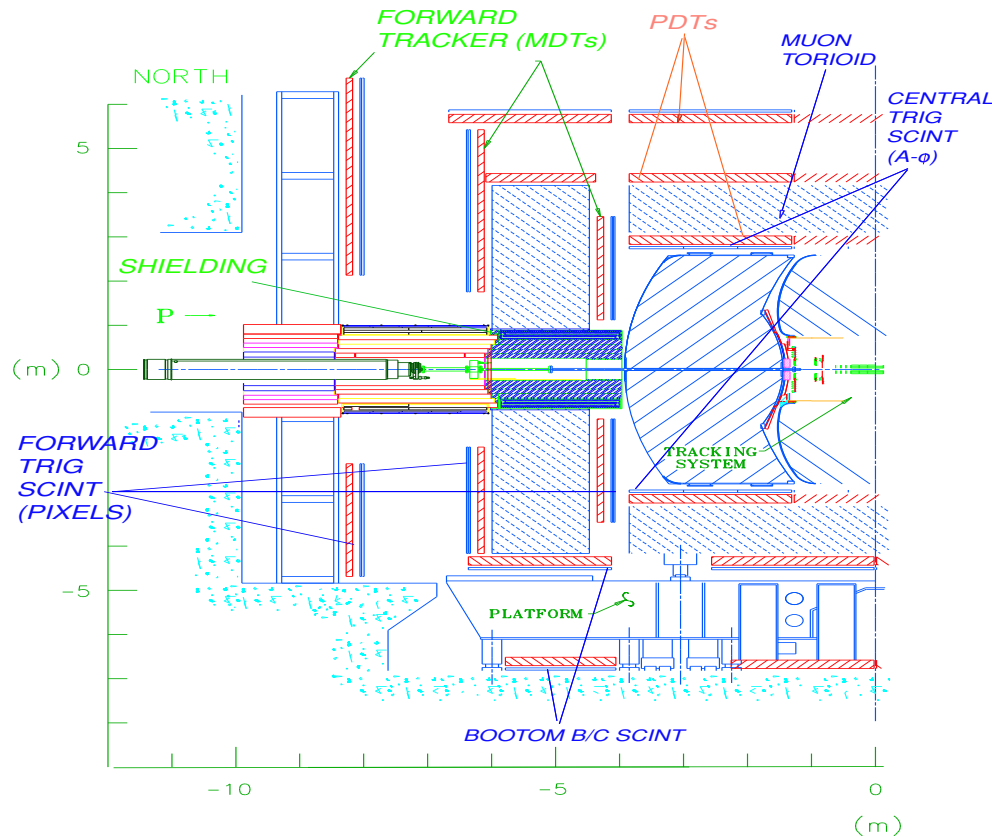 FORWARD
TRACKER (MDTs)
PDTs
MUON
TORIOID
NORTH
CENTRAL
TRIG
SCINT
(A-φ)
5
SHIELDING
P
(m)
0
FORWARD
TRIG
SCINT
(PIXELS)
TRACKING
SYSTEM
-5
PLATFORM
BOOTOM B/C SCINT
-10
-5
0
(m)